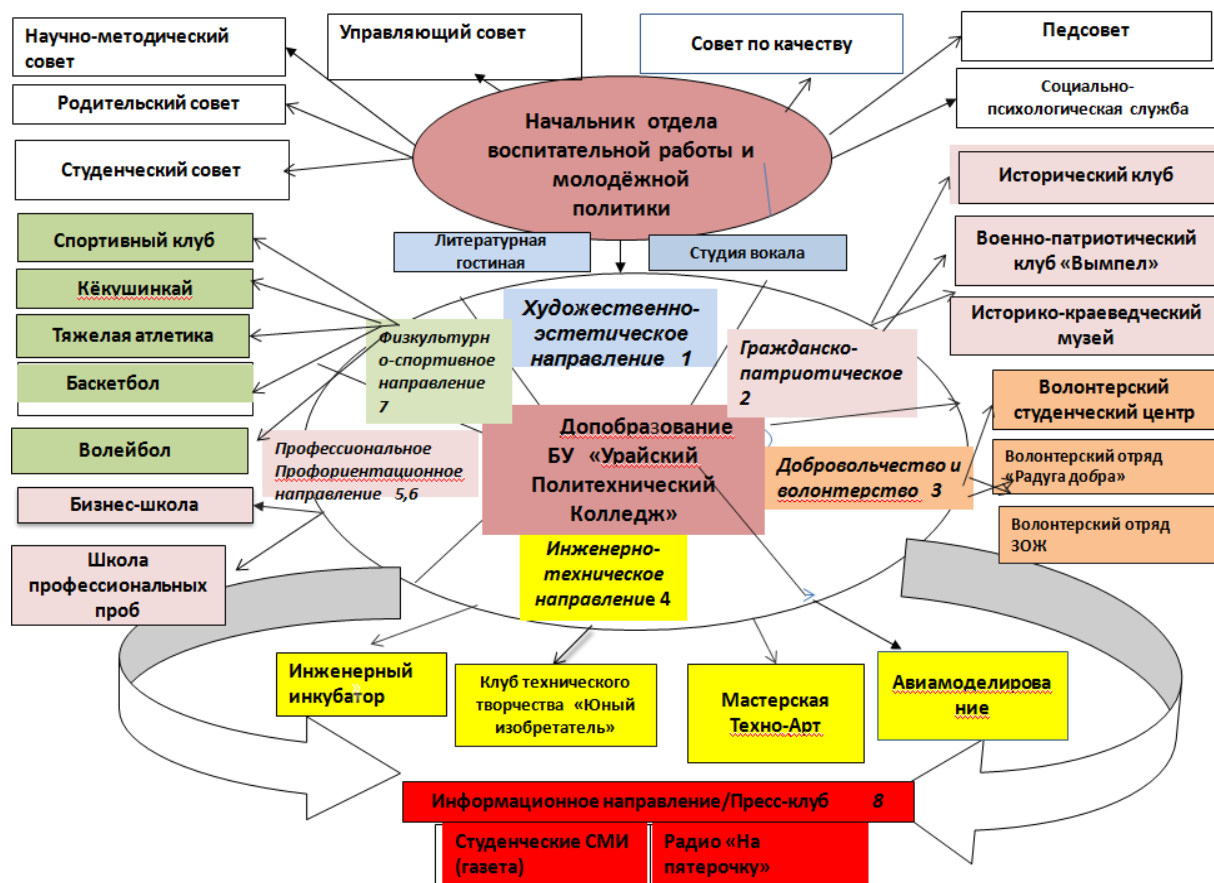 Научно-методический
совет
Управляющий совет
Совет по качеству
Педсовет
Родительский совет
Социально-
психологическая служба
Студенческий совет
Начальник отдела
воспитательной работы и
молодёжной
политики
Исторический клуб
Спортивный клуб
Литературная
гостиная
Студия вокала
Военно-патриотический
клуб «Вымпел»
Кёкушинкай
Тяжелая атлетика
Баскетбол
Волейбол
Физкультурн
о-спортивное
направление
7
Художественно-
эстетическое
направление 1
Гражданско-
патриотическое
2
Историко-краеведческий
музей
Профессиональное
Профориентационное
направление 5,6
Допобразование
БУ «Урайский
Политехнический
Колледж»
Добровольчество и
волонтерство 3
Волонтерский
студенческий центр
Волонтерский отряд
«Радуга добра»
Волонтерский отряд
ЗОЖ
Бизнес-школа
Школа
профессиональных
проб
Инженерно-
техническое
направление 4
Инженерный
инкубатор
»
Клуб технического
творчества «Юный
изобретатель»
Мастерская
Техно-Арт
Авиамоделирова
ние
Информационное направление/Пресс-клуб 8
Студенческие СМИ
(газета)
Радио «На
пятерочку»